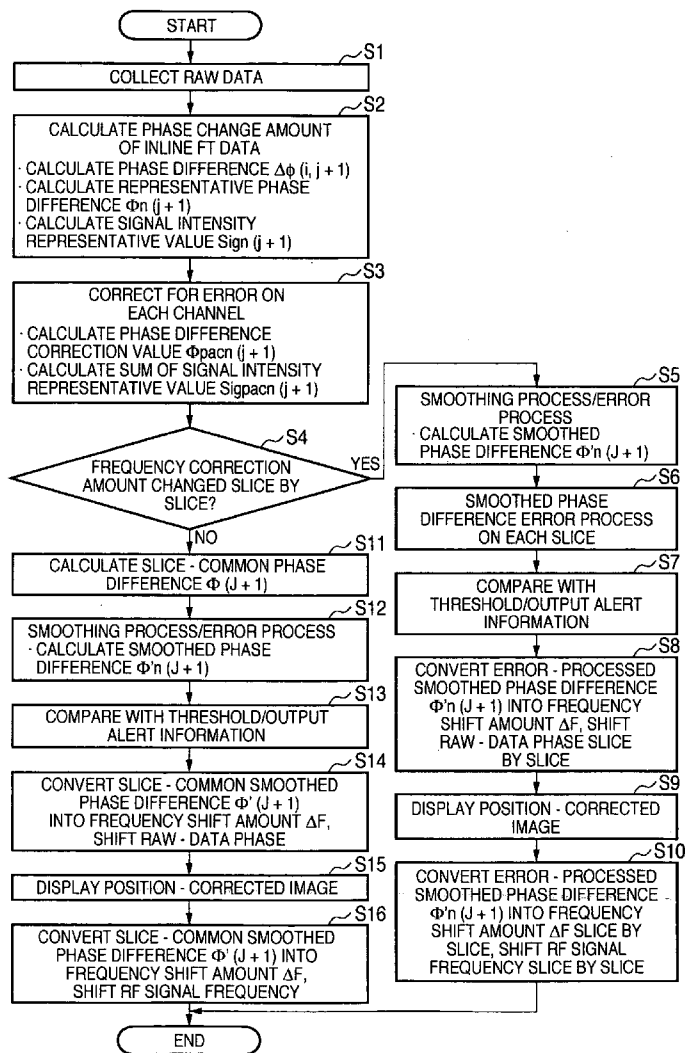 START
S1
COLLECT RAW DATA
S2
CALCULATE PHASE CHANGE AMOUNT
OF INLINE FT DATA
· CALCULATE PHASE DIFFERENCE Δϕ (i, j + 1)
· CALCULATE REPRESENTATIVE PHASE
DIFFERENCE Φn (j + 1)
· CALCULATE SIGNAL INTENSITY
REPRESENTATIVE VALUE Sign (j + 1)
S3
CORRECT FOR ERROR ON
EACH CHANNEL
· CALCULATE PHASE DIFFERENCE
CORRECTION VALUE Φpacn (j + 1)
· CALCULATE SUM OF SIGNAL INTENSITY
REPRESENTATIVE VALUE Sigpacn (j + 1)
S4
FREQUENCY CORRECTION
AMOUNT CHANGED SLICE BY
SLICE?
YES
NO
S11
CALCULATE SLICE - COMMON PHASE
DIFFERENCE Φ (J + 1)
S12
SMOOTHING PROCESS/ERROR PROCESS
· CALCULATE SMOOTHED PHASE
DIFFERENCE Φ'n (J + 1)
S13
COMPARE WITH THRESHOLD/OUTPUT
ALERT INFORMATION
S14
CONVERT SLICE - COMMON SMOOTHED
PHASE DIFFERENCE Φ' (J + 1)
INTO FREQUENCY SHIFT AMOUNT ΔF,
SHIFT RAW - DATA PHASE
S15
DISPLAY POSITION - CORRECTED IMAGE
S16
CONVERT SLICE - COMMON SMOOTHED
PHASE DIFFERENCE Φ' (J + 1) INTO
FREQUENCY SHIFT AMOUNT ΔF,
SHIFT RF SIGNAL FREQUENCY
S5
SMOOTHING PROCESS/ERROR
PROCESS
· CALCULATE SMOOTHED
PHASE DIFFERENCE Φ'n (J + 1)
S6
SMOOTHED PHASE
DIFFERENCE ERROR PROCESS
ON EACH SLICE
S7
COMPARE WITH
THRESHOLD/OUTPUT ALERT
INFORMATION
S8
CONVERT ERROR - PROCESSED
SMOOTHED PHASE DIFFERENCE
Φ'n (J + 1) INTO FREQUENCY
SHIFT AMOUNT ΔF, SHIFT
RAW - DATA PHASE SLICE
BY SLICE
S9
DISPLAY POSITION - CORRECTED
IMAGE
S10
CONVERT ERROR - PROCESSED
SMOOTHED PHASE DIFFERENCE
Φ'n (J + 1) INTO FREQUENCY
SHIFT AMOUNT ΔF SLICE BY
SLICE, SHIFT RF SIGNAL
FREQUENCY SLICE BY SLICE
END